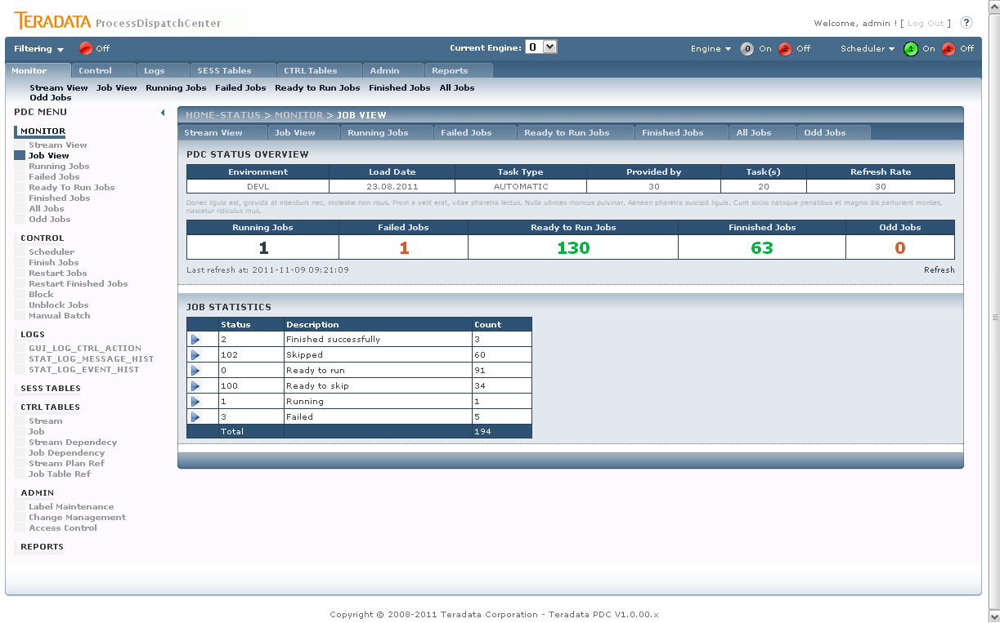 TERADATA ProcessDispatchCenter
Welcome, admin ! [ Log Out ] ?
Filtering Off Current Engine: 0 Engine 0 On 2 Off Scheduler 1 On 1 Off
Monitor Control Logs SESS Tables CTRL Tables Admin Reports
Stream View Job View Running Jobs Failed Jobs Ready to Run Jobs Finished Jobs All Jobs
Odd Jobs
PDC MENU
MONITOR
Stream View
Job View
Running Jobs
Failed Jobs
Ready To Run Jobs
Finished Jobs
All Jobs
Odd Jobs
CONTROL
Scheduler
Finish Jobs
Restart Jobs
Restart Finished Jobs
Block
Unblock Jobs
Manual Batch
LOGS
GUI_LOG_CTRL_ACTION
STAT_LOG_MESSAGE_HIST
STAT_LOG_EVENT_HIST
SESS TABLES
CTRL TABLES
Stream
Job
Stream Dependecy
Job Dependency
Stream Plan Ref
Job Table Ref
ADMIN
Label Maintenance
Change Management
Access Control
REPORTS
HOME-STATUS > MONITOR > JOB VIEW
Stream View Job View Running Jobs Failed Jobs Ready to Run Jobs Finished Jobs All Jobs Odd Jobs
PDC STATUS OVERVIEW
Environment Load Date Task Type Provided by Task(s) Refresh Rate
DEVL 23.08.2011 AUTOMATIC 30 20 30
Donec ligula est, gravida at interdum nec, molestie non risus. Proin a velit erat, vitae pharetra lectus. Nulla ultrices rhoncus pulvinar. Aenean pharetra suscipit ligula. Cum sociis natoque penatibus et magnis dis parturient montes,
nascetur ridiculus mus.
Running Jobs Failed Jobs Ready to Run Jobs Finnished Jobs Odd Jobs
1 1 130 63 0
Last refresh at: 2011-11-09 09:21:09 Refresh
JOB STATISTICS
Status Description Count
2 Finished successfully 3
102 Skipped 60
0 Ready to run 91
100 Ready to skip 34
1 Running 1
3 Failed 5
Total 194
Copyright © 2008-2011 Teradata Corporation - Teradata PDC V1.0.00.x